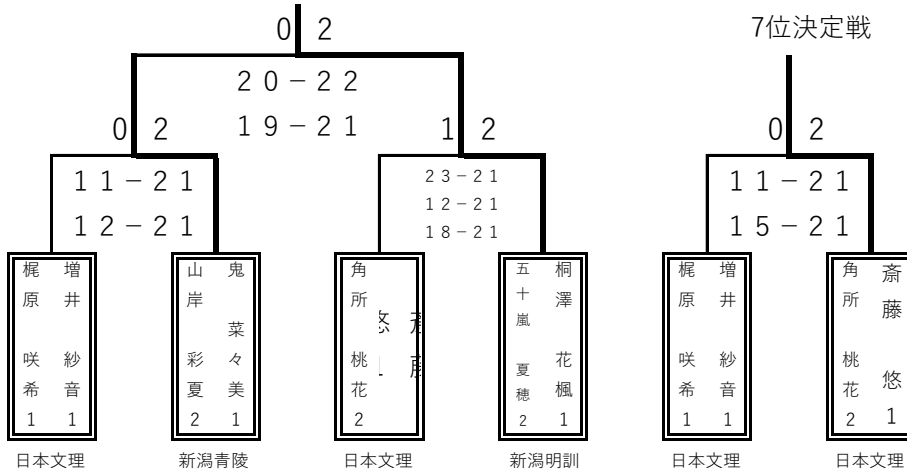 0 2
7位決定戦
20−22
19−21
0 2
1 2
0 2
11−21
12−21
23−21
12−21
18−21
11−21
15−21
増井 紗音 1
梶原 咲希 1
鬼 菜々美 1
山岸 彩夏 2
角所 桃花 2
桐澤 花楓 1
五十嵐 夏穂 2
増井 紗音 1
梶原 咲希 1
斎藤 悠 1
角所 桃花 2
日本文理
新潟青陵
日本文理
新潟明訓
日本文理
日本文理